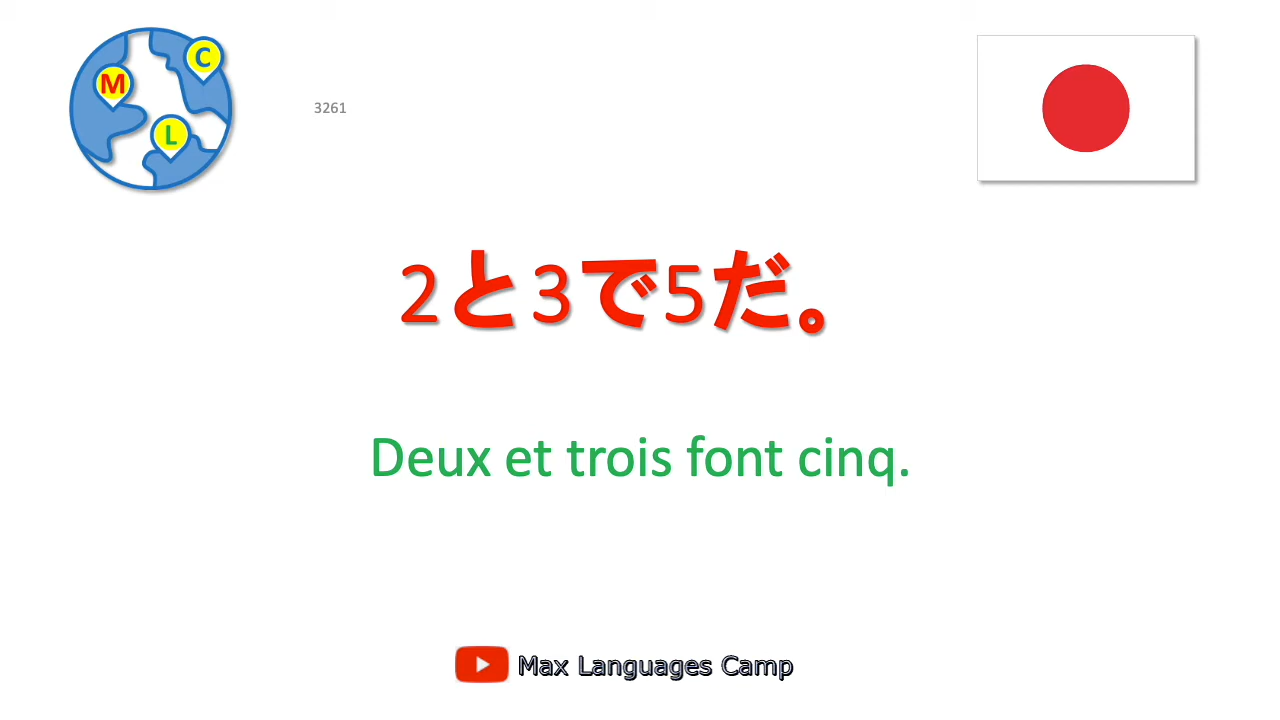 M
C
L
3261
2と3で5だ。
Deux et trois font cinq.
Max Languages Camp